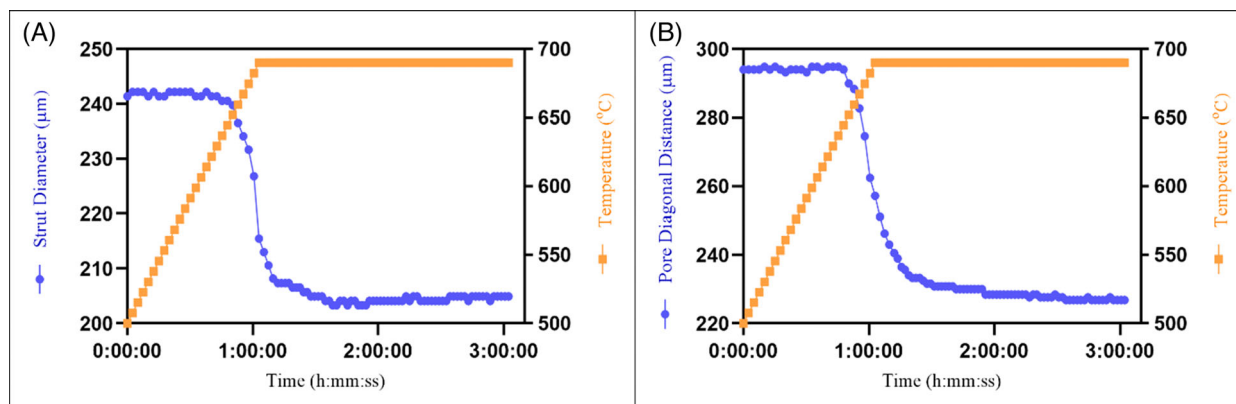 (A)
250
240
230
220
210
200
Strut Diameter (μm)
700
650
600
550
500
Temperature (°C)
0:00:00 1:00:00 2:00:00 3:00:00
Time (h:mm:ss)
(B)
300
280
260
240
220
Pore Diagonal Distance (μm)
700
650
600
550
500
Temperature (°C)
0:00:00 1:00:00 2:00:00 3:00:00
Time (h:mm:ss)